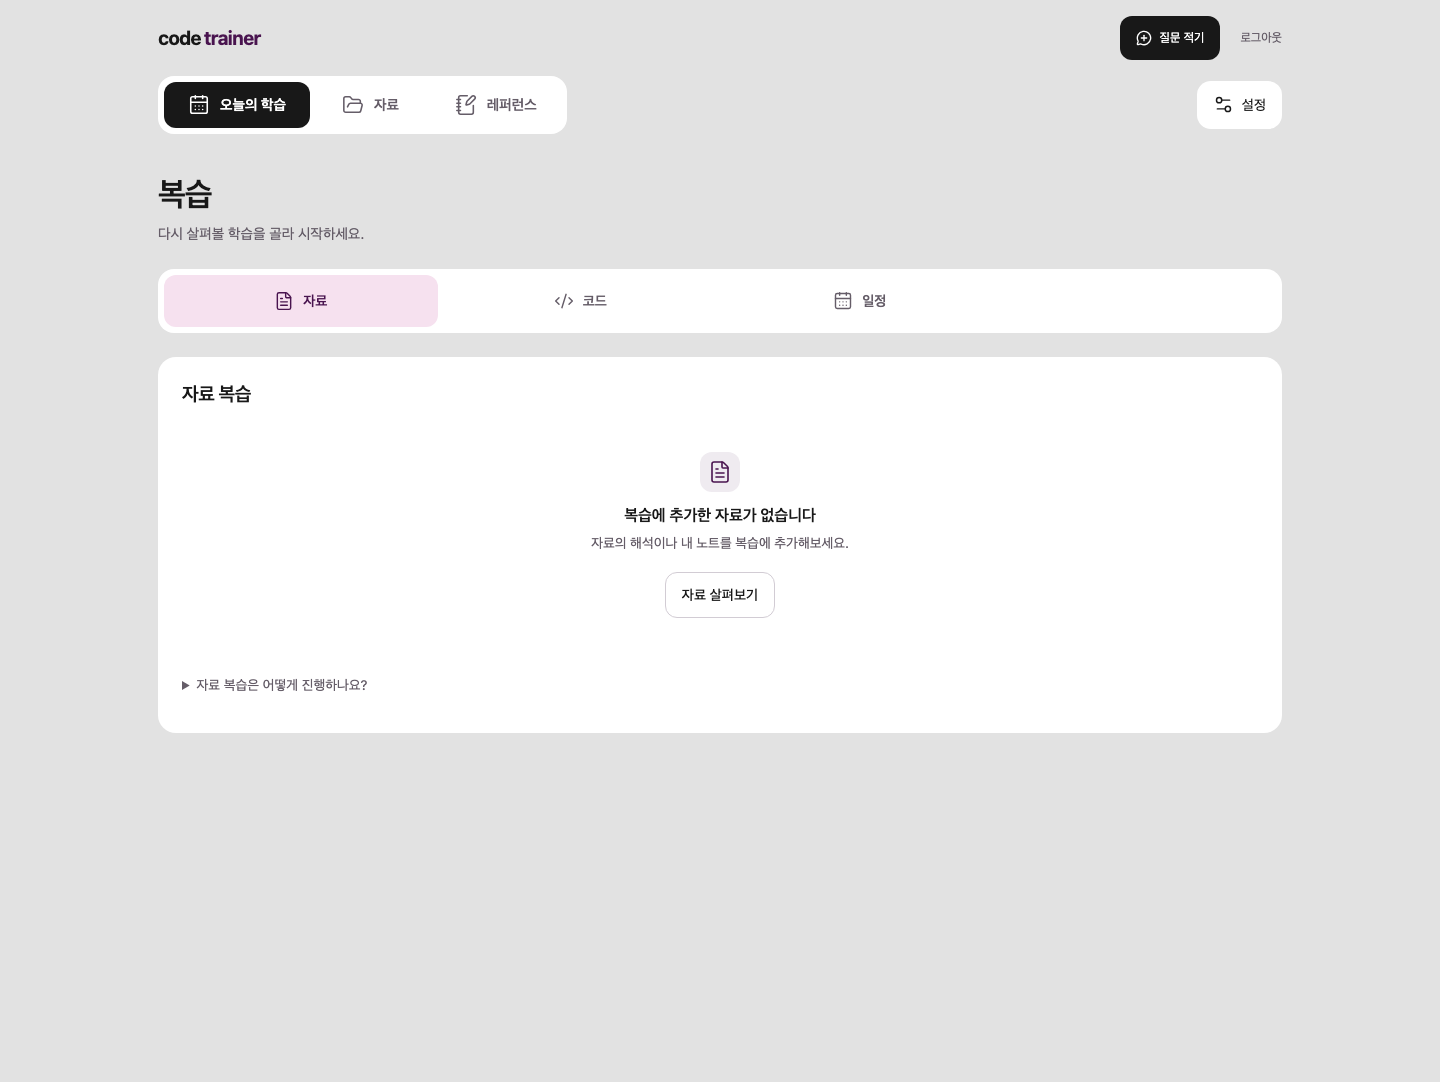 code trainer
질문 적기
로그아웃
오늘의 학습
자료
레퍼런스
설정
복습
다시 살펴볼 학습을 골라 시작하세요.
자료
코드
일정
자료 복습
복습에 추가한 자료가 없습니다
자료의 해석이나 내 노트를 복습에 추가해보세요.
자료 살펴보기
자료 복습은 어떻게 진행하나요?